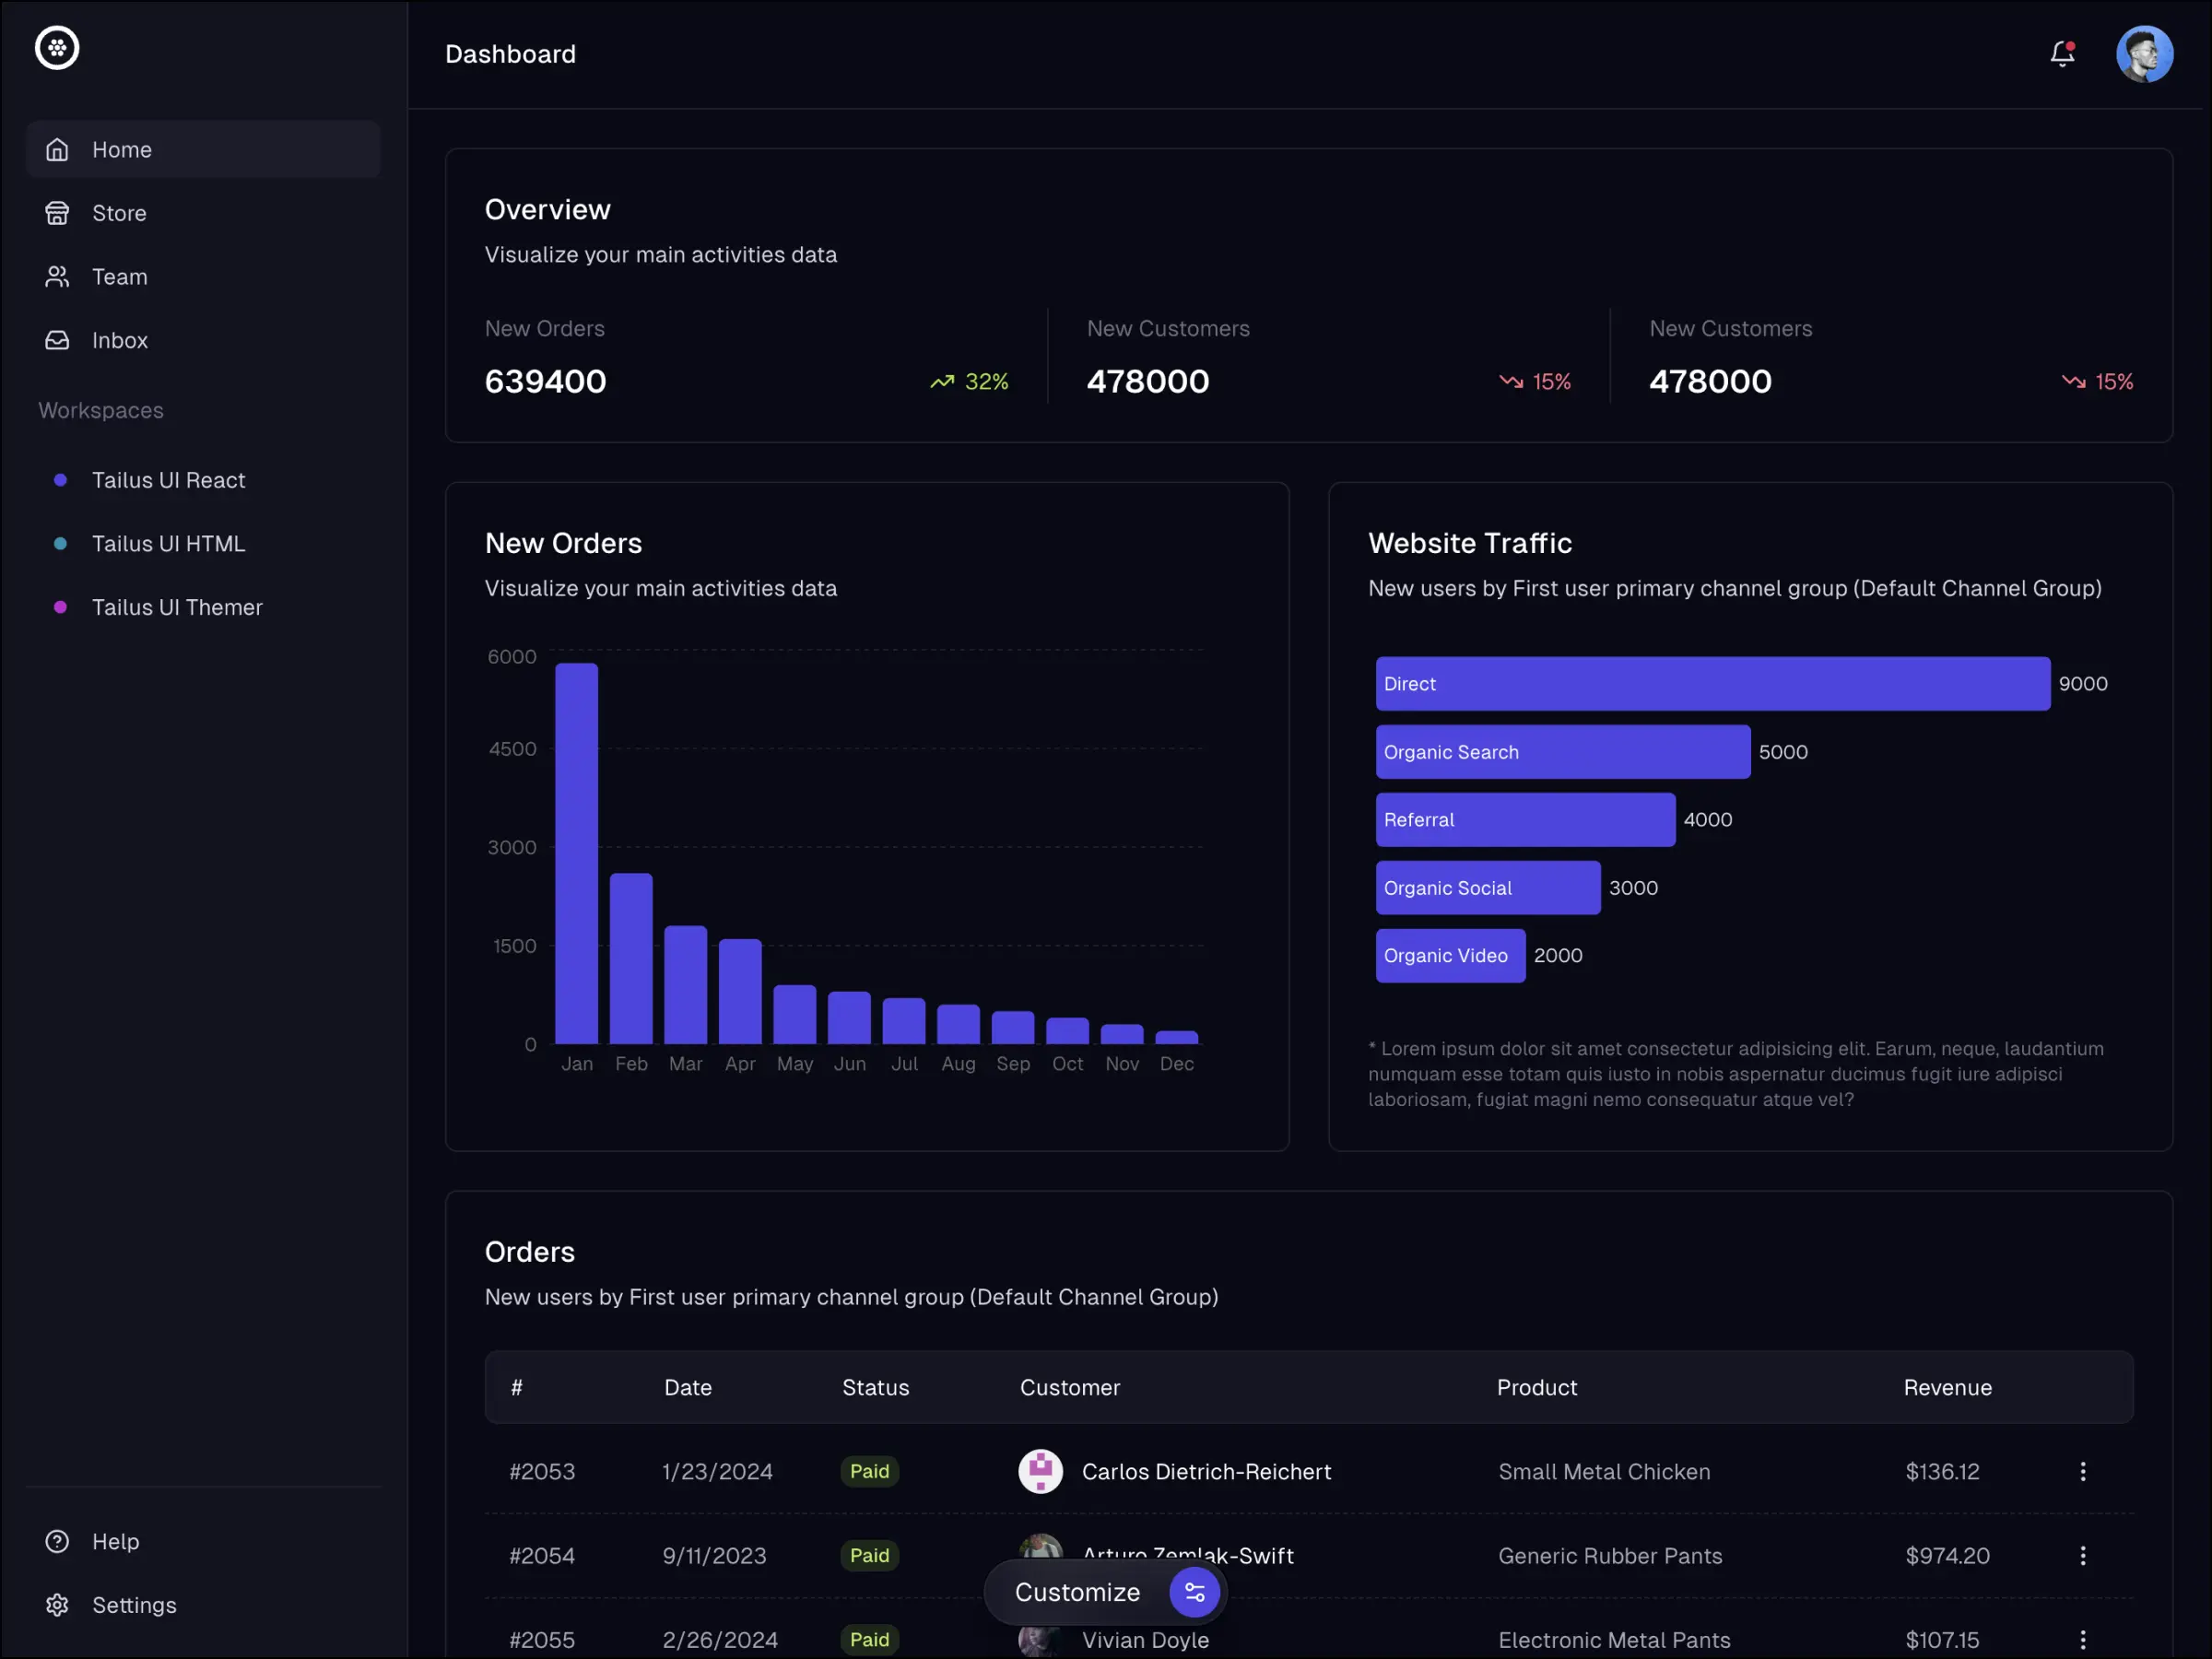 Dashboard
Home
Store
Team
Inbox
Workspaces
Tailus UI React
Tailus UI HTML
Tailus UI Themer
Help
Settings
Overview
Visualize your main activities data
New Orders
639400
32%
New Customers
478000
15%
New Customers
478000
15%
New Orders
Visualize your main activities data
6000
4500
3000
1500
0
Jan Feb Mar Apr May Jun Jul Aug Sep Oct Nov Dec
Website Traffic
New users by First user primary channel group (Default Channel Group)
Direct 9000
Organic Search 5000
Referral 4000
Organic Social 3000
Organic Video 2000
* Lorem ipsum dolor sit amet consectetur adipisicing elit. Earum, neque, laudantium
numquam esse totam quis iusto in nobis aspernatur ducimus fugit iure adipisci
laboriosam, fugiat magni nemo consequatur atque vel?
Orders
New users by First user primary channel group (Default Channel Group)
# Date Status Customer Product Revenue
#2053 1/23/2024 Paid Carlos Dietrich-Reichert Small Metal Chicken $136.12
#2054 9/11/2023 Paid Arturo Zemlak-Swift Generic Rubber Pants $974.20
Customize
#2055 2/26/2024 Paid Vivian Doyle Electronic Metal Pants $107.15